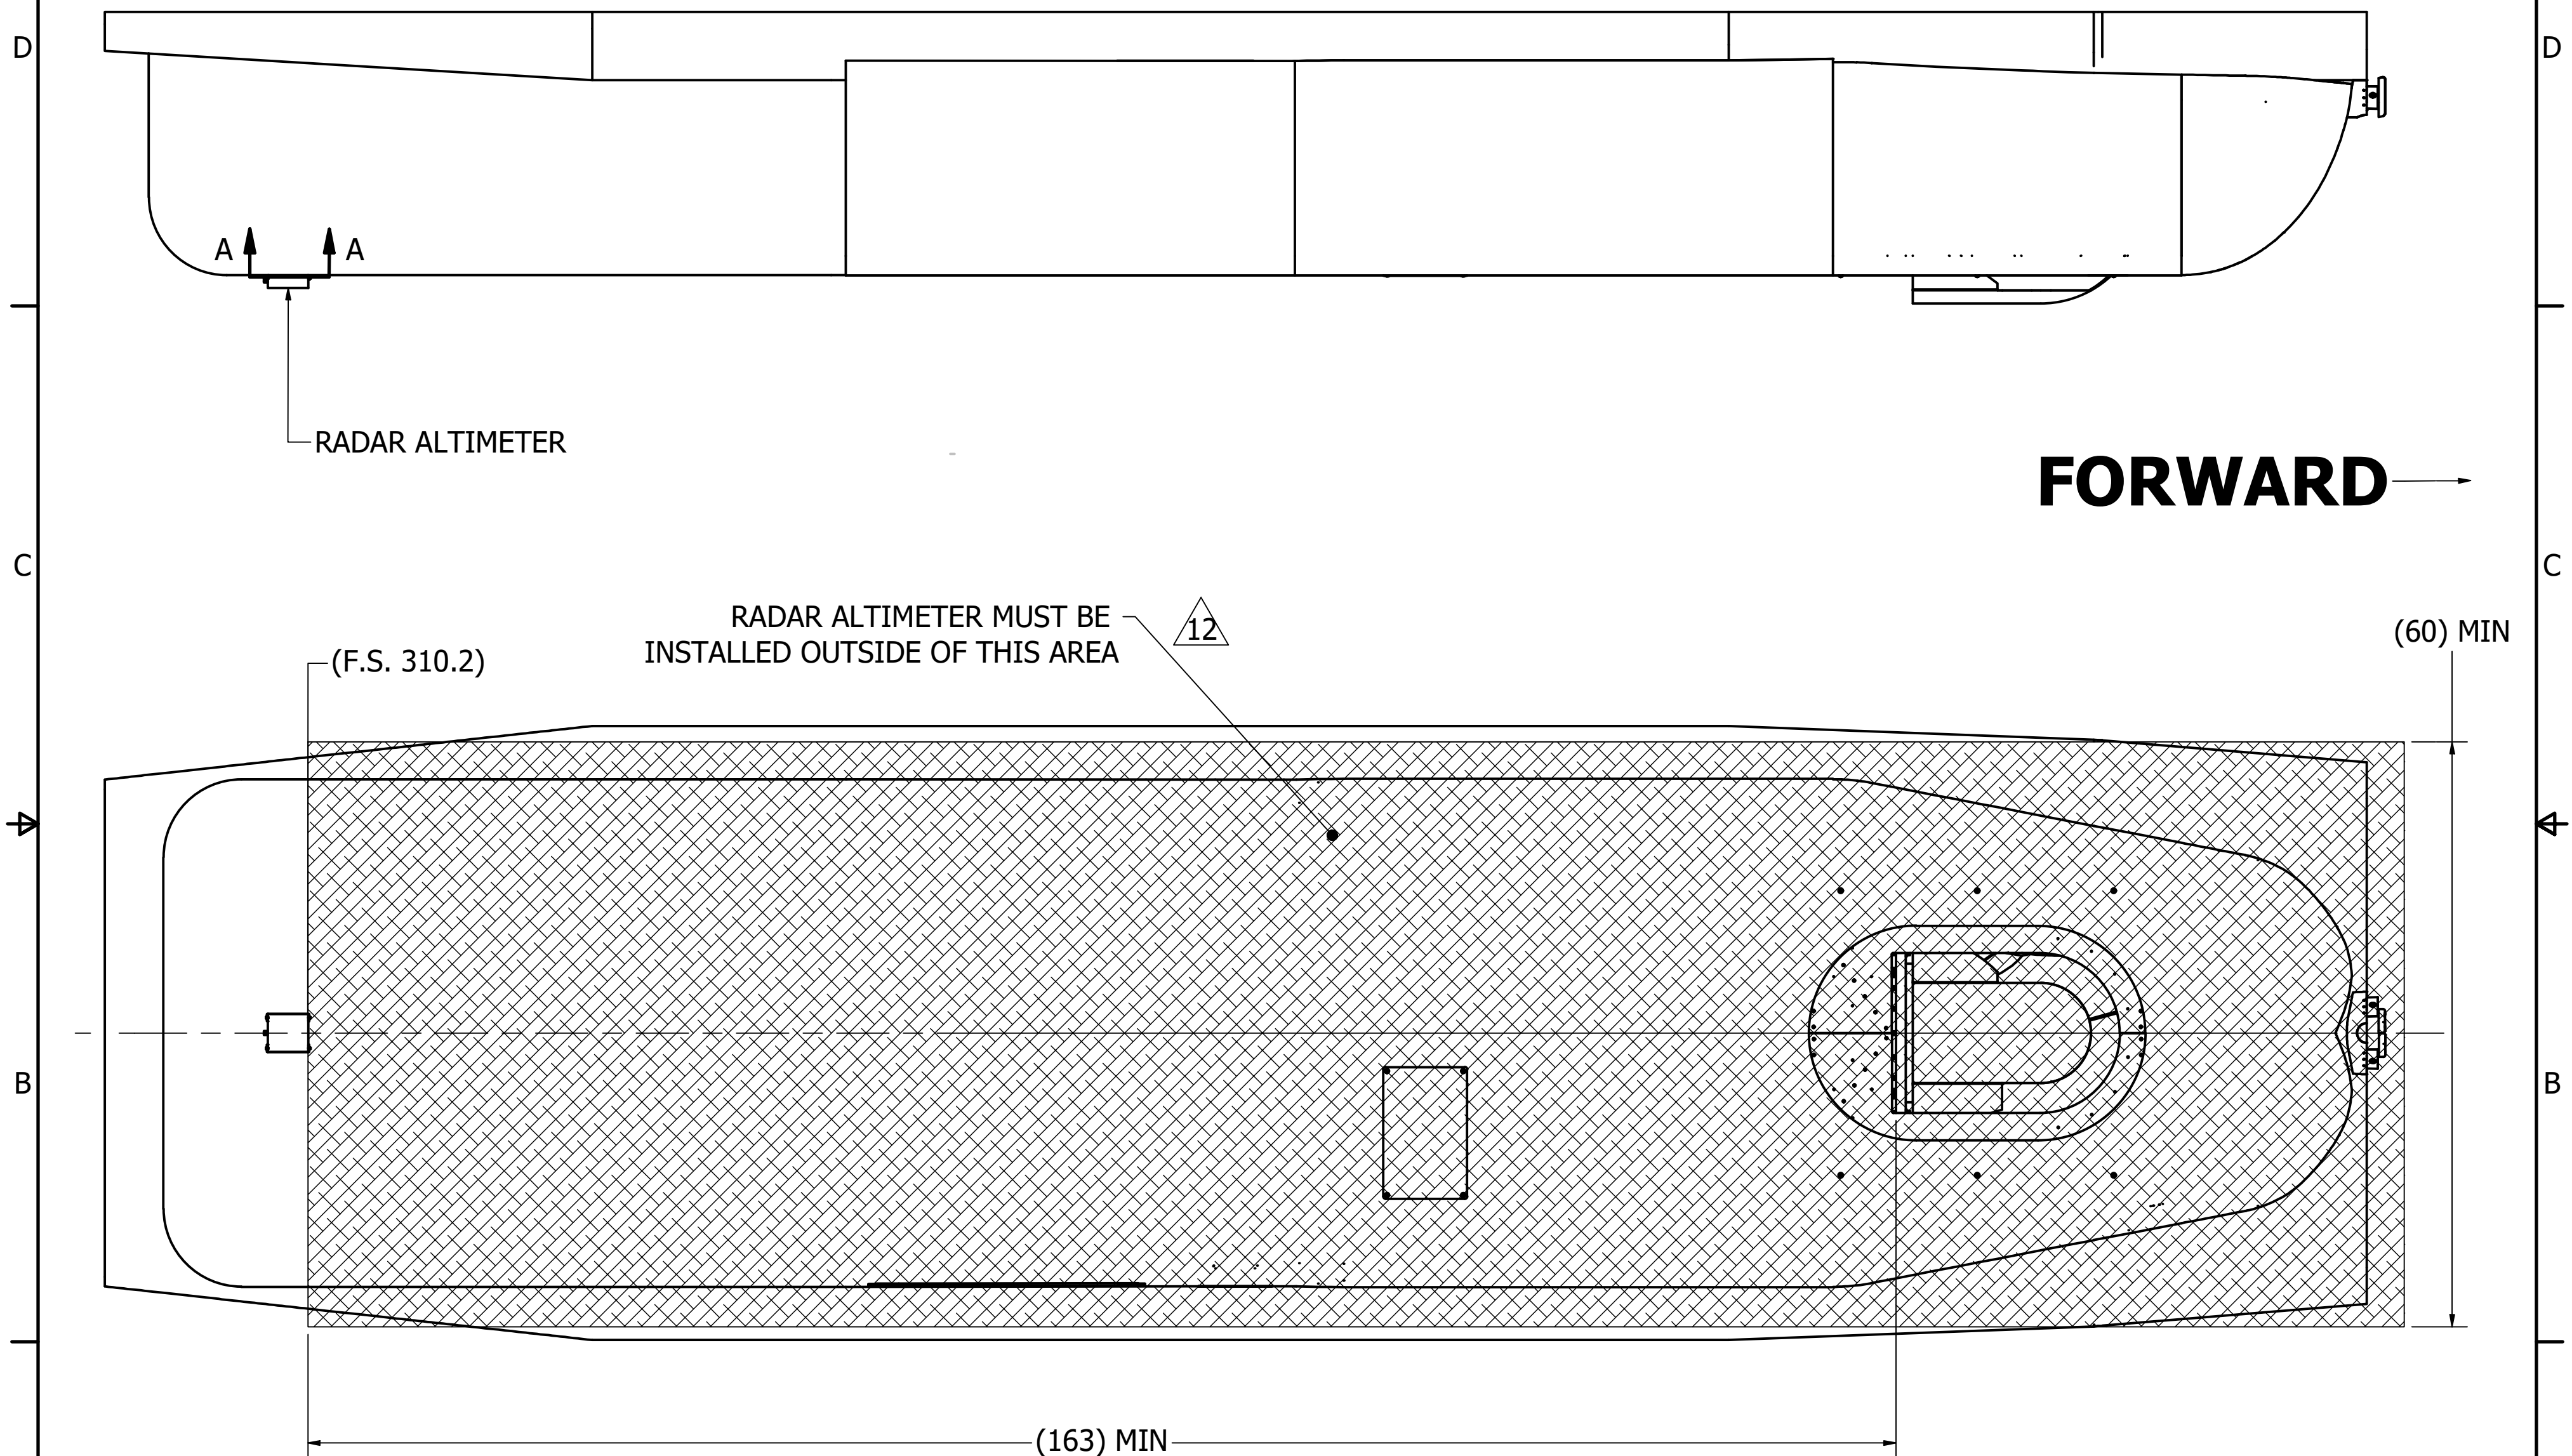 D
D
A
A
RADAR ALTIMETER
FORWARD
C
C
RADAR ALTIMETER MUST BE
INSTALLED OUTSIDE OF THIS AREA
12
(60) MIN
(F.S. 310.2)
B
B
(163) MIN